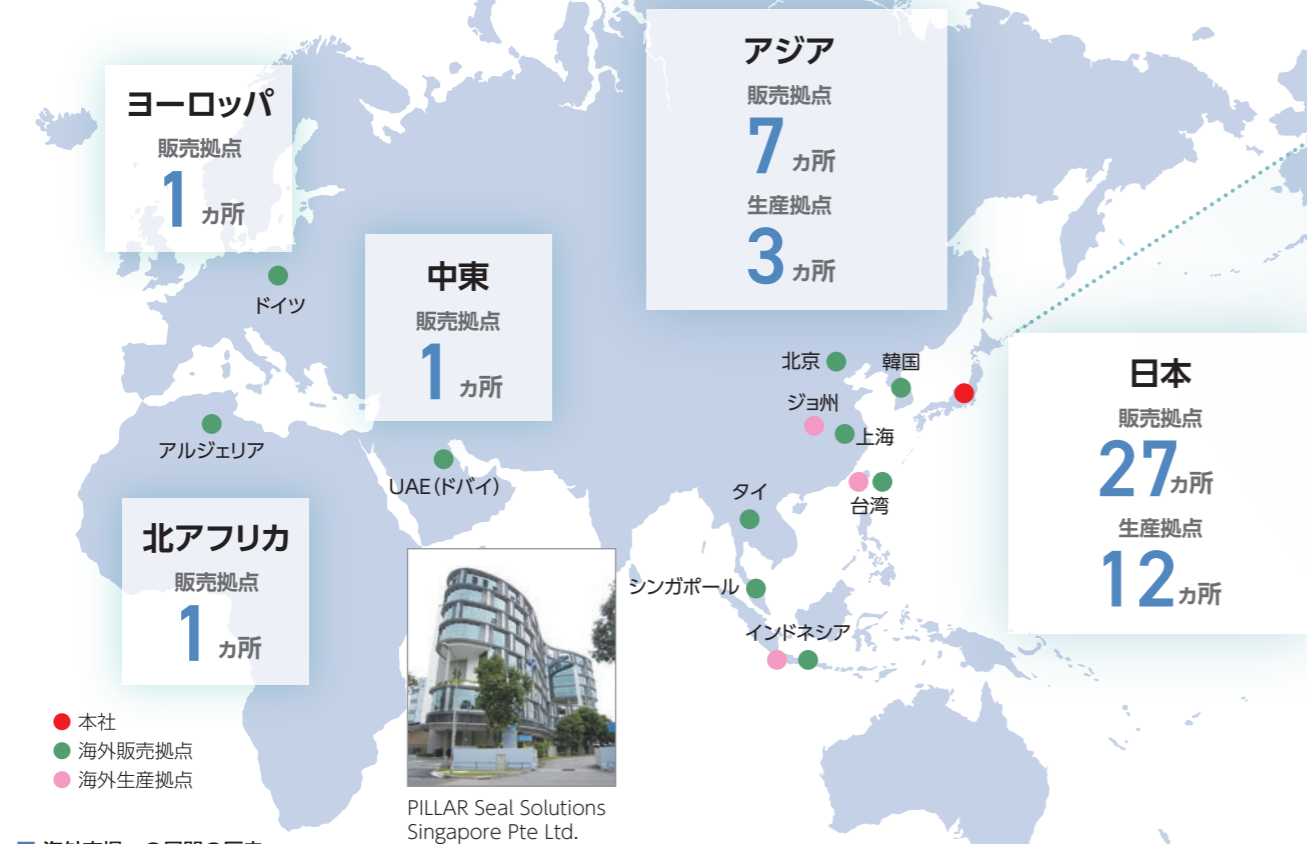 ヨーロッパ
販売拠点
1ヵ所
ドイツ
アジア
販売拠点
7ヵ所
生産拠点
3ヵ所
中東
販売拠点
1ヵ所
UAE(ドバイ)
アルジェリア
北アフリカ
販売拠点
1ヵ所
北京
韓国
ジョ州
上海
台湾
タイ
シンガポール
インドネシア
日本
販売拠点
27ヵ所
生産拠点
12ヵ所
本社
海外販売拠点
海外生産拠点
PILLAR Seal Solutions
Singapore Pte Ltd.